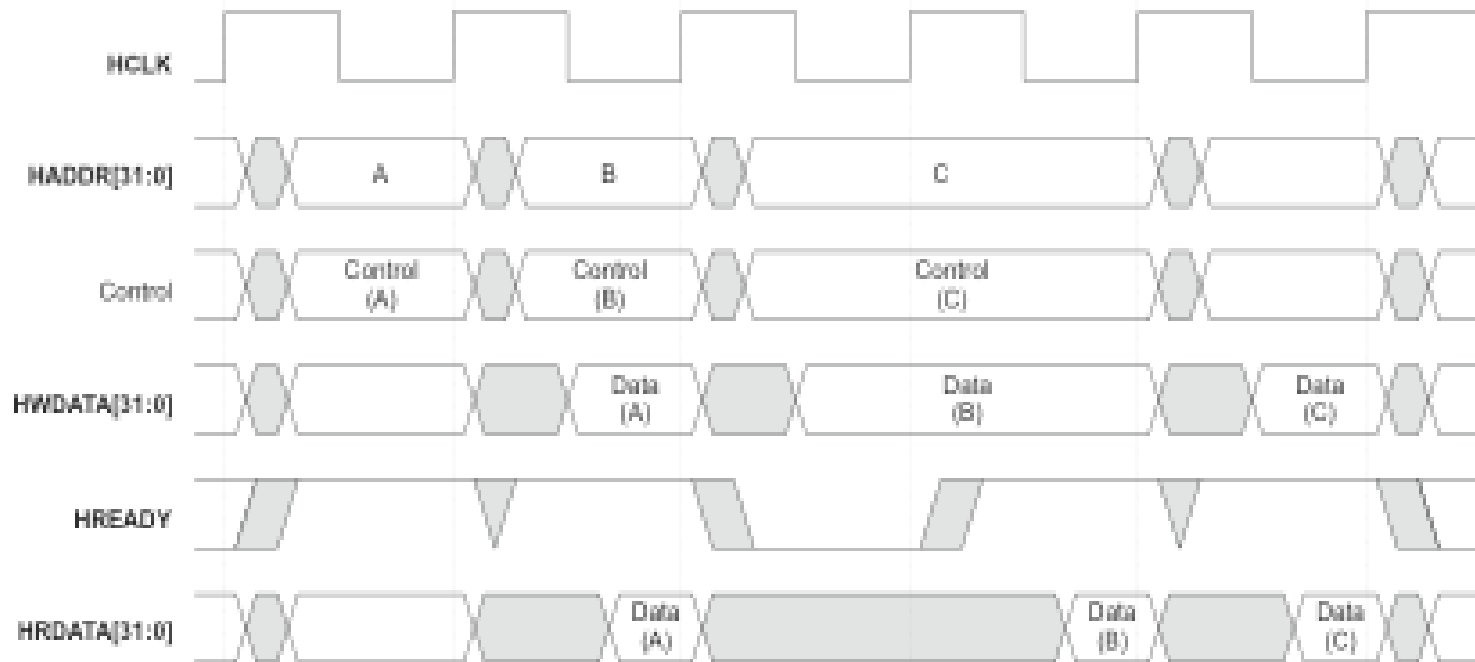 HCLK
HADDR[31:0]
A
B
C
Control
Control
(A)
Control
(B)
Control
(C)
HWDATA[31:0]
Data
(A)
Data
(B)
Data
(C)
HREADY
HRDATA[31:0]
Data
(A)
Data
(B)
Data
(C)